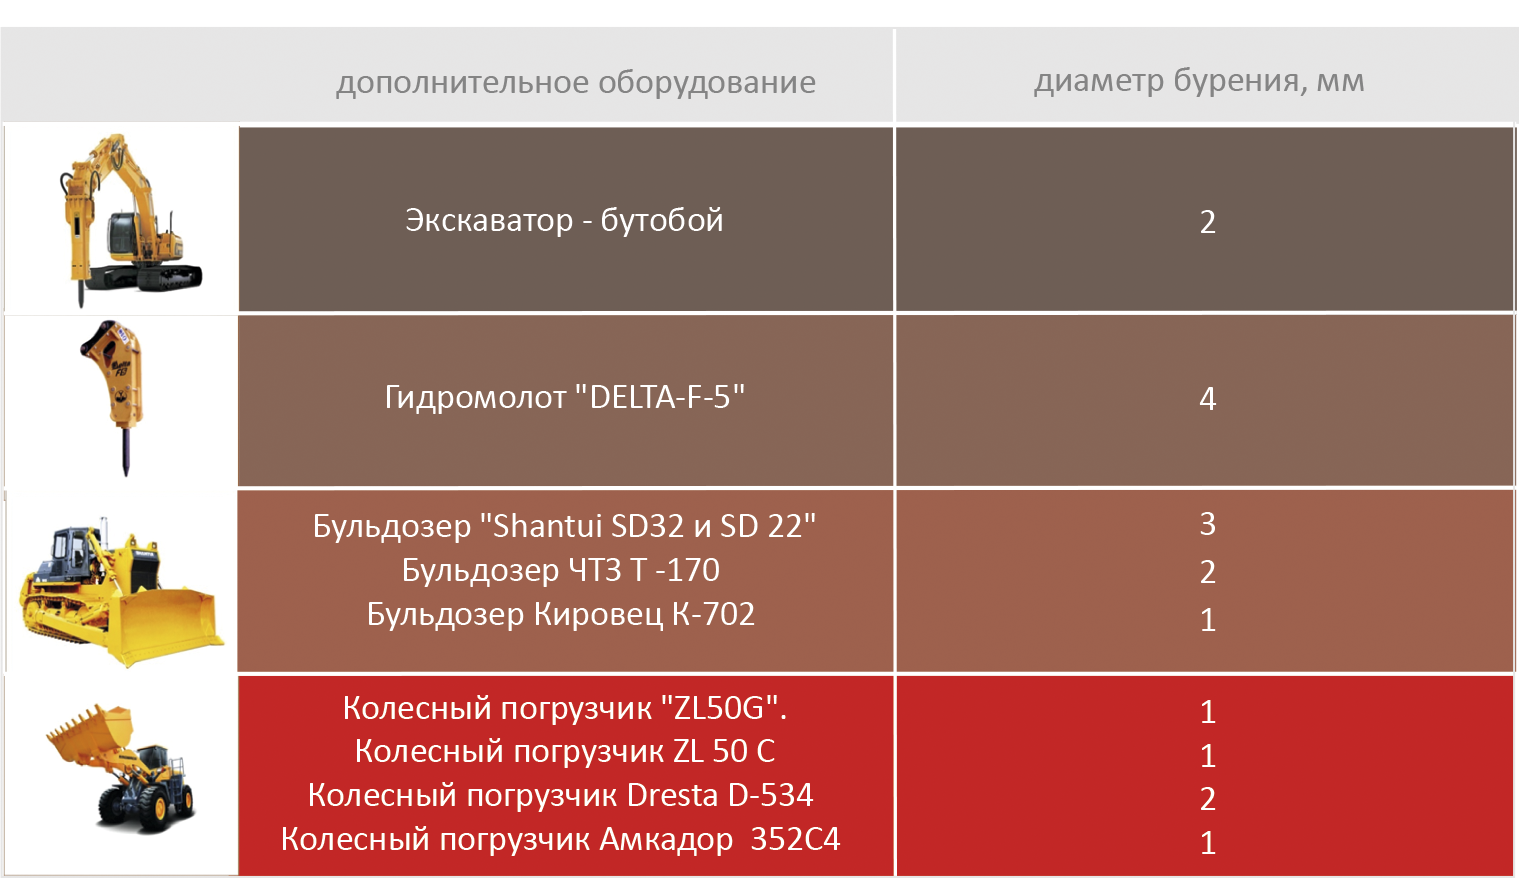 дополнительное оборудование диаметр бурения, мм
Экскаватор - бутобой 2
Гидромолот "DELTA-F-5" 4
Бульдозер "Shantui SD32 и SD 22" 3
Бульдозер ЧТЗ Т -170 2
Бульдозер Кировец К-702 1
Колесный погрузчик "ZL50G". 1
Колесный погрузчик ZL 50 C 1
Колесный погрузчик Dresta D-534 2
Колесный погрузчик Амкадор  352С4 1